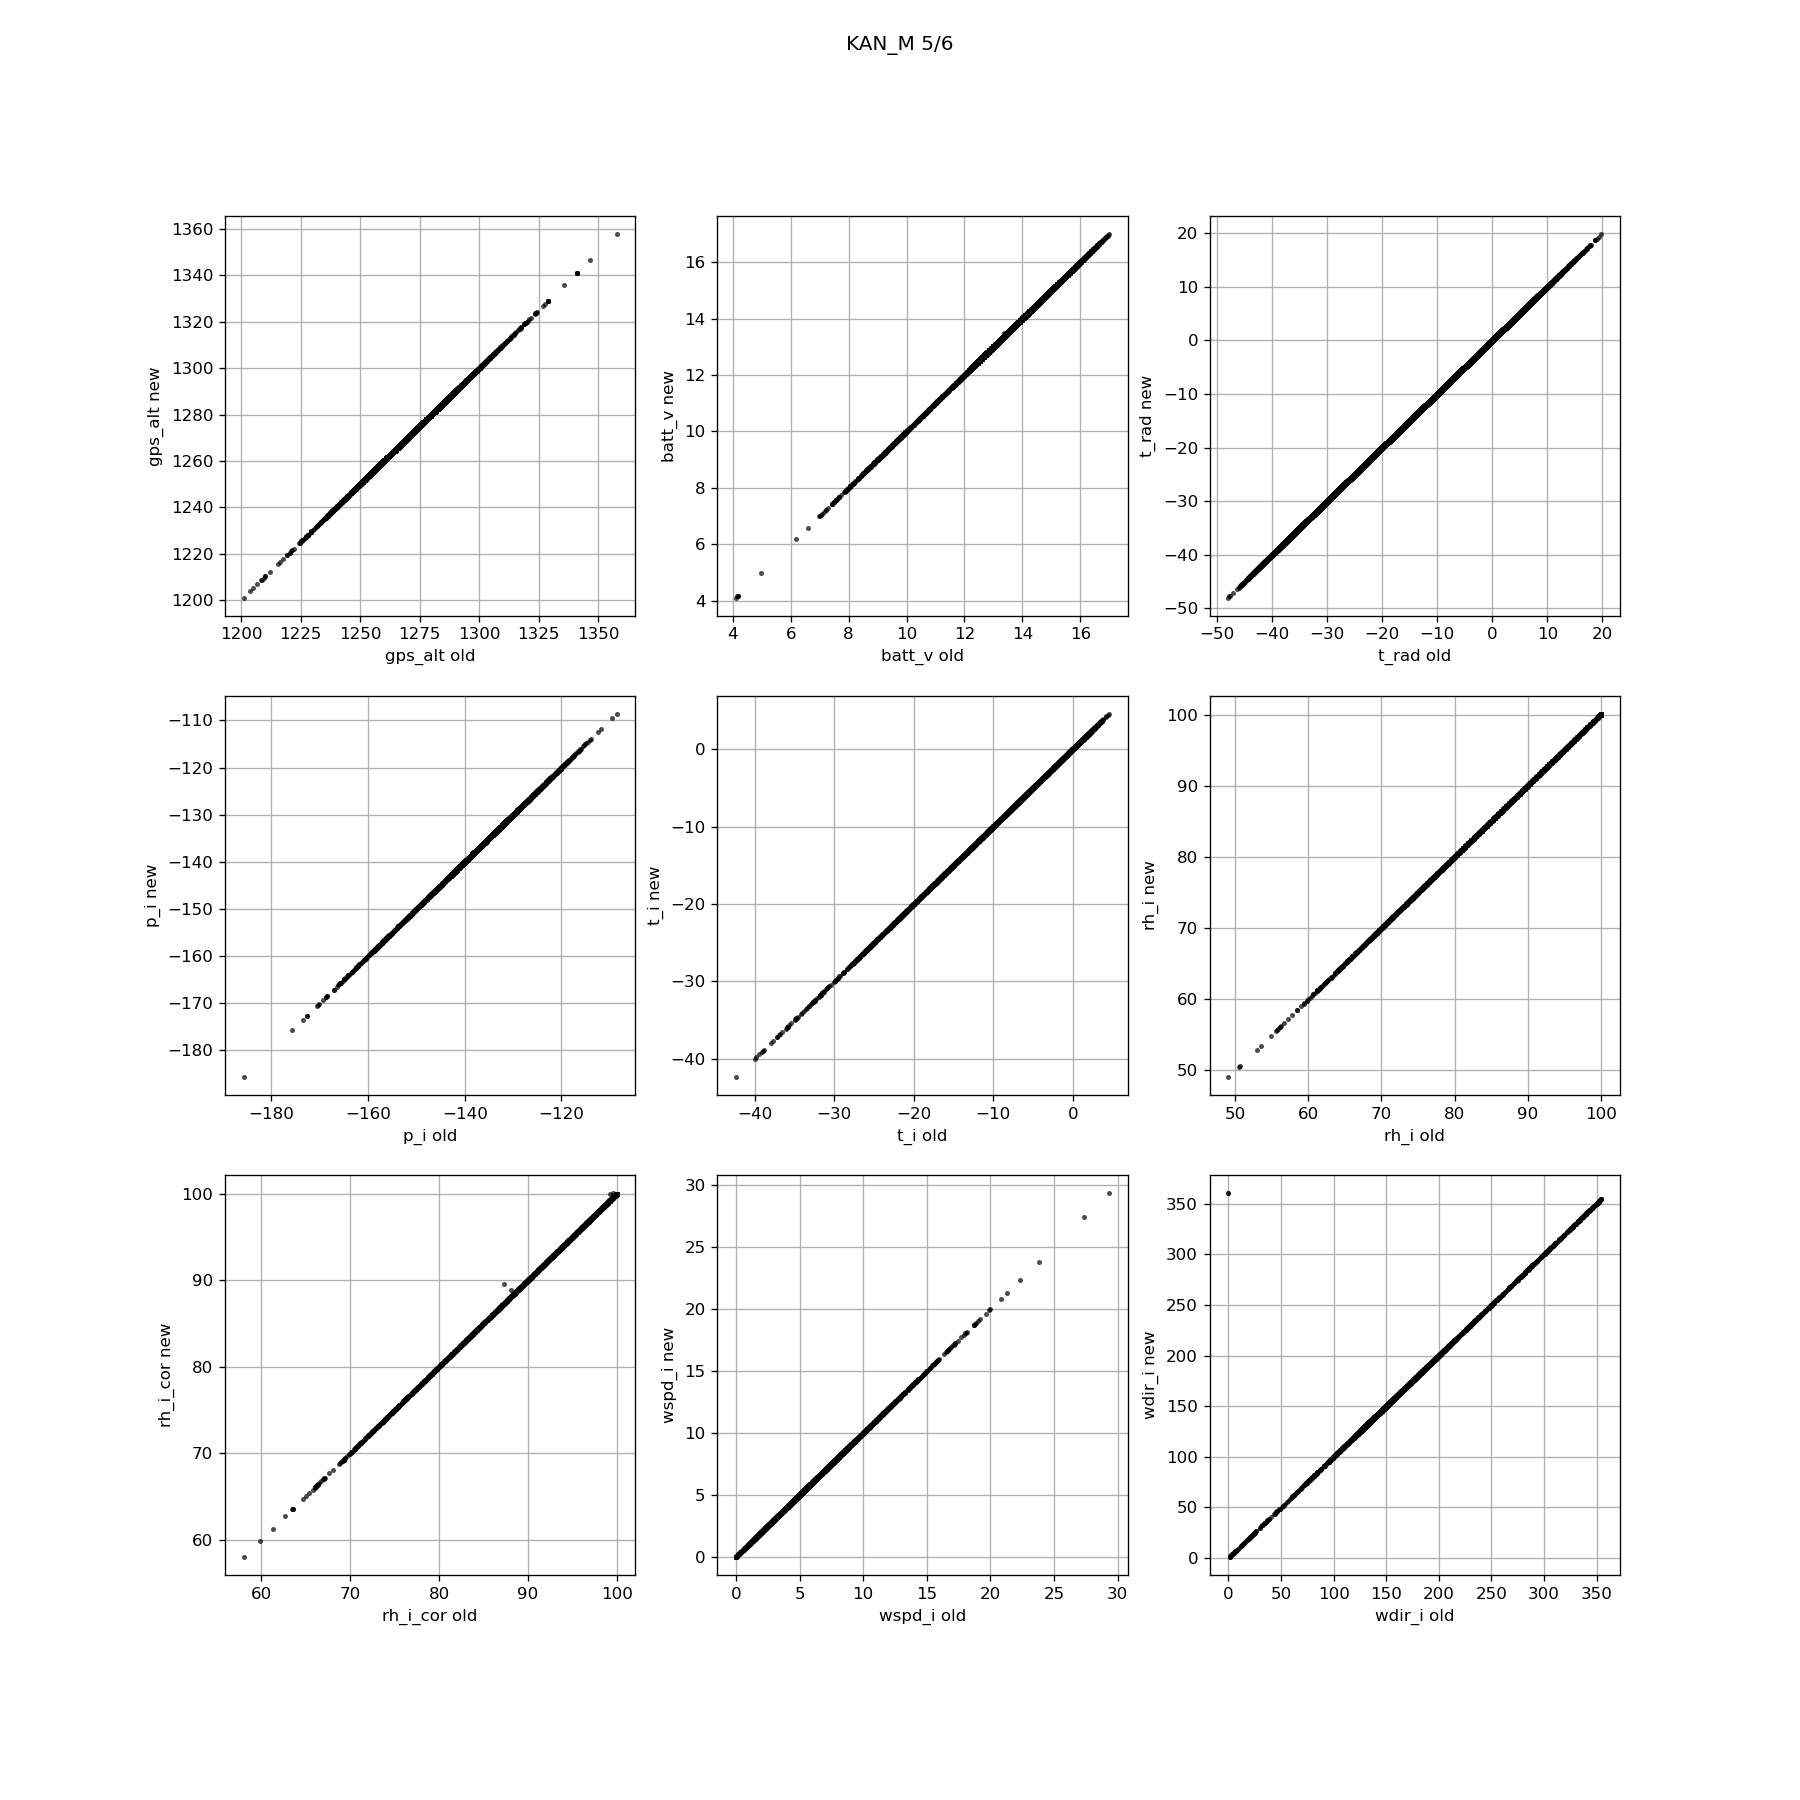 KAN_M 5/6
1360
1340
1320
1300
1280
1260
1240
1220
1200
gps_alt new
1200 1225 1250 1275 1300 1325 1350
gps_alt old
16
14
12
10
8
6
4
batt_v new
4 6 8 10 12 14 16
batt_v old
20
10
0
−10
−20
−30
−40
−50
t_rad new
−50 −40 −30 −20 −10 0 10 20
t_rad old
−110
−120
−130
−140
−150
−160
−170
−180
p_i new
−180 −160 −140 −120
p_i old
0
−10
−20
−30
−40
t_i new
−40 −30 −20 −10 0
t_i old
100
90
80
70
60
50
rh_i new
50 60 70 80 90 100
rh_i old
100
90
80
70
60
rh_i_cor new
60 70 80 90 100
rh_i_cor old
30
25
20
15
10
5
0
wspd_i new
0 5 10 15 20 25 30
wspd_i old
350
300
250
200
150
100
50
0
wdir_i new
0 50 100 150 200 250 300 350
wdir_i old